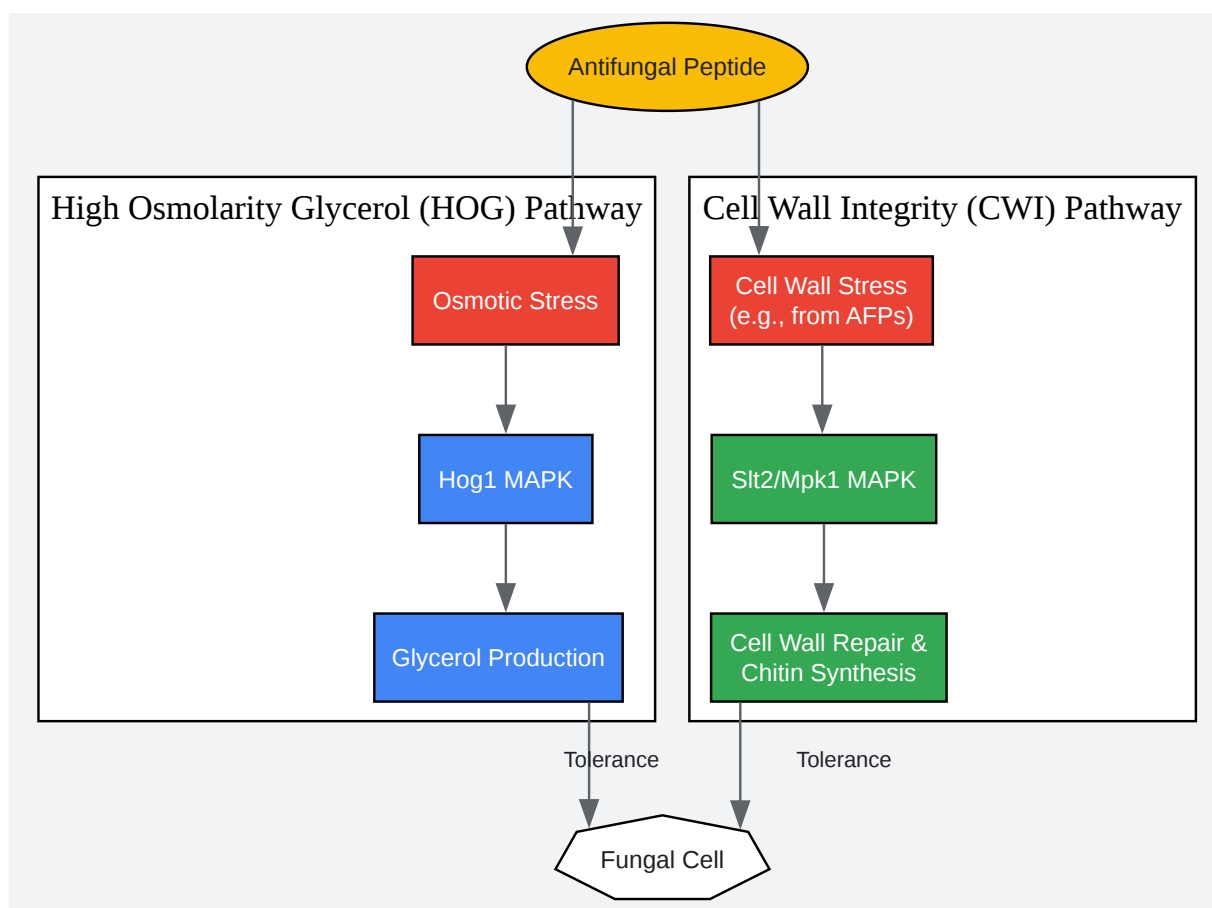 Antifungal Peptide
High Osmolarity Glycerol (HOG) Pathway
Cell Wall Integrity (CWI) Pathway
Osmotic Stress
Cell Wall Stress
(e.g., from AFPs)
Hog1 MAPK
Slt2/Mpk1 MAPK
Glycerol Production
Cell Wall Repair &
Chitin Synthesis
Tolerance
Tolerance
Fungal Cell